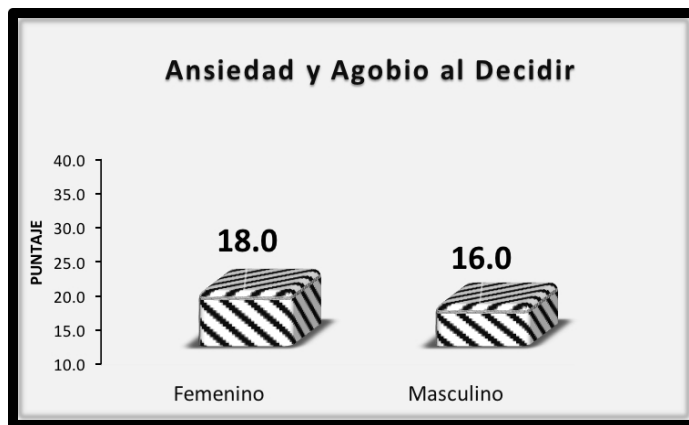 Ansiedad y Agobio al Decidir
40.0
35.0
30.0
25.0
20.0
15.0
10.0
PUNTAJE
18.0
16.0
Femenino
Masculino